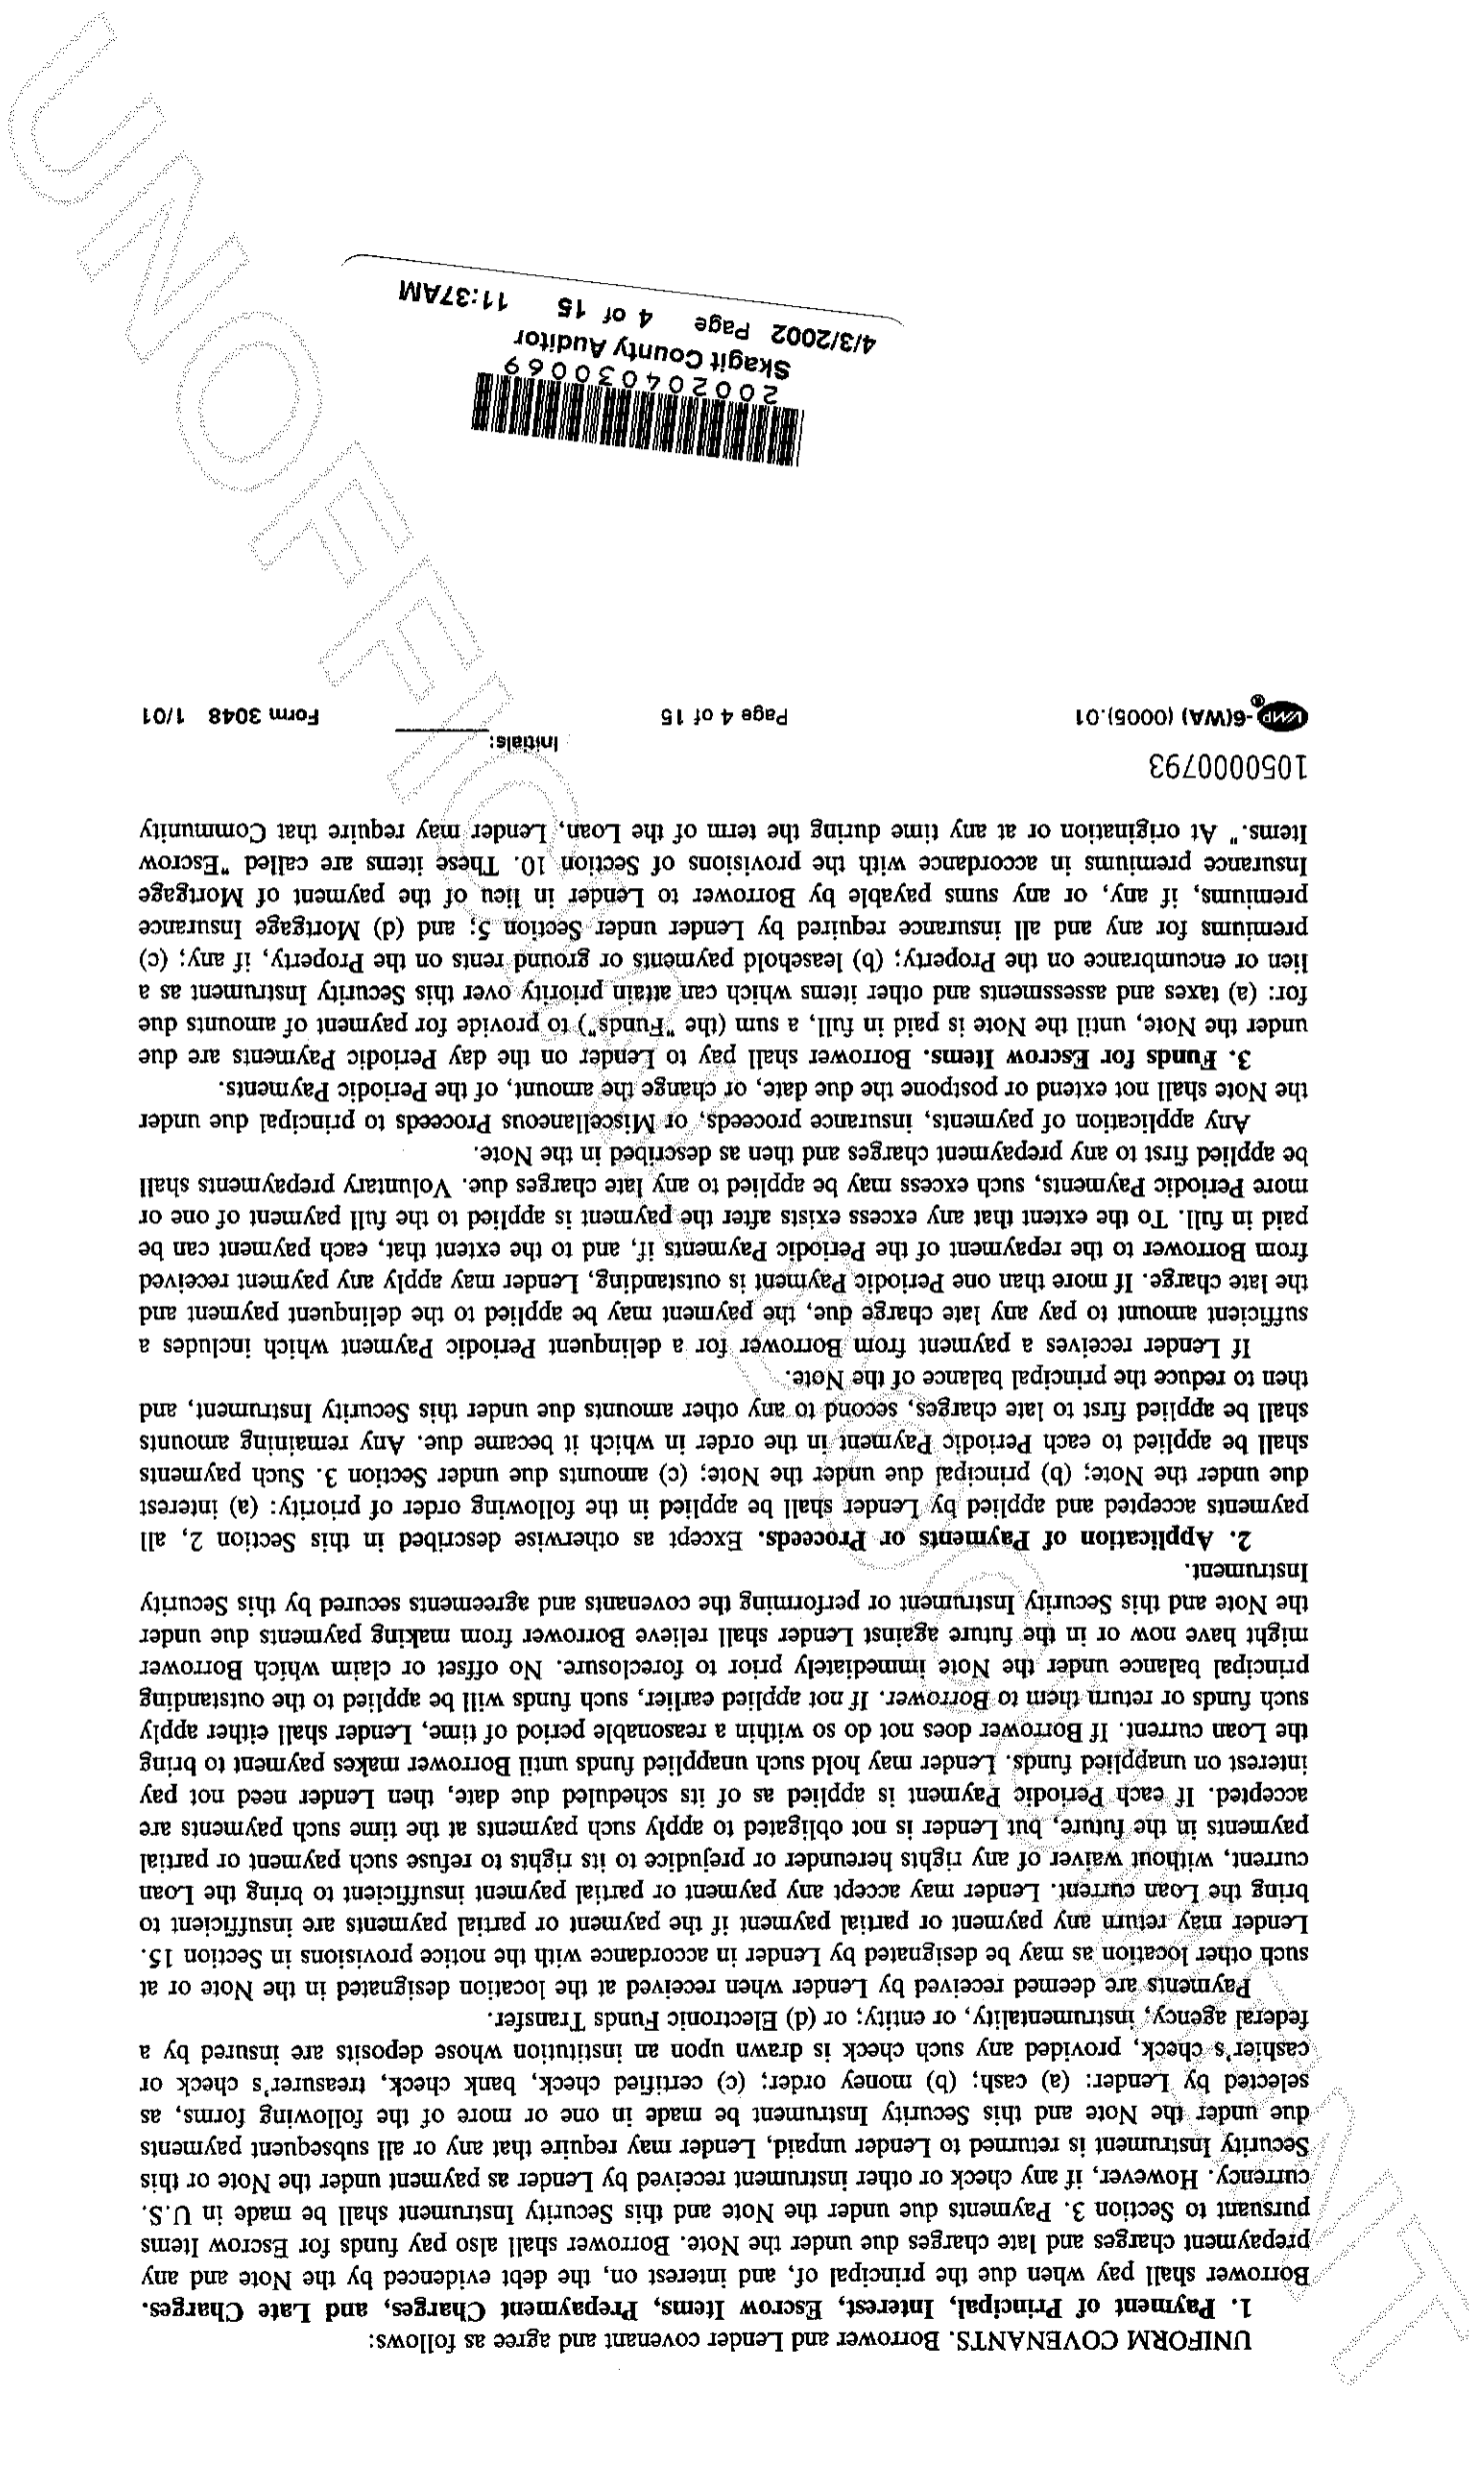 UNIFORM COVENANTS. Borrower and Lender covenant and agree as follows:
1. Payment of Principal, Interest, Escrow Items, Prepayment Charges, and Late Charges.
Borrower shall pay when due the principal of, and interest on, the debt evidenced by the Note and any
prepayment charges and late charges due under the Note. Borrower shall also pay funds for Escrow Items
pursuant to Section 3. Payments due under the Note and this Security Instrument shall be made in U.S.
currency. However, if any check or other instrument received by Lender as payment under the Note or this
Security Instrument is returned to Lender unpaid, Lender may require that any or all subsequent payments
due under the Note and this Security Instrument be made in one or more of the following forms, as
selected by Lender: (a) cash; (b) money order; (c) certified check, bank check, treasurer's check or
cashier's check, provided any such check is drawn upon an institution whose deposits are insured by a
federal agency, instrumentality, or entity; or (d) Electronic Funds Transfer.
Payments are deemed received by Lender when received at the location designated in the Note or at
such other location as may be designated by Lender in accordance with the notice provisions in Section 15.
Lender may return any payment or partial payment if the payment or partial payments are insufficient to
bring the Loan current. Lender may accept any payment or partial payment insufficient to bring the Loan
current, without waiver of any rights hereunder or prejudice to its rights to refuse such payment or partial
payments in the future, but Lender is not obligated to apply such payments at the time such payments are
accepted. If each Periodic Payment is applied as of its scheduled due date, then Lender need not pay
interest on unapplied funds. Lender may hold such unapplied funds until Borrower makes payment to bring
the Loan current. If Borrower does not do so within a reasonable period of time, Lender shall either apply
such funds or return them to Borrower. If not applied earlier, such funds will be applied to the outstanding
principal balance under the Note immediately prior to foreclosure. No offset or claim which Borrower
might have now or in the future against Lender shall relieve Borrower from making payments due under
the Note and this Security Instrument or performing the covenants and agreements secured by this Security
Instrument.
2. Application of Payments or Proceeds. Except as otherwise described in this Section 2, all
payments accepted and applied by Lender shall be applied in the following order of priority: (a) interest
due under the Note; (b) principal due under the Note; (c) amounts due under Section 3. Such payments
shall be applied to each Periodic Payment in the order in which it became due. Any remaining amounts
shall be applied first to late charges, second to any other amounts due under this Security Instrument, and
then to reduce the principal balance of the Note.
If Lender receives a payment from Borrower for a delinquent Periodic Payment which includes a
sufficient amount to pay any late charge due, the payment may be applied to the delinquent payment and
the late charge. If more than one Periodic Payment is outstanding, Lender may apply any payment received
from Borrower to the repayment of the Periodic Payments if, and to the extent that, each payment can be
paid in full. To the extent that any excess exists after the payment is applied to the full payment of one or
more Periodic Payments, such excess may be applied to any late charges due. Voluntary prepayments shall
be applied first to any prepayment charges and then as described in the Note.
Any application of payments, insurance proceeds, or Miscellaneous Proceeds to principal due under
the Note shall not extend or postpone the due date, or change the amount, of the Periodic Payments.
3. Funds for Escrow Items. Borrower shall pay to Lender on the day Periodic Payments are due
under the Note, until the Note is paid in full, a sum (the "Funds") to provide for payment of amounts due
for: (a) taxes and assessments and other items which can attain priority over this Security Instrument as a
lien or encumbrance on the Property; (b) leasehold payments or ground rents on the Property, if any; (c)
premiums for any and all insurance required by Lender under Section 5; and (d) Mortgage Insurance
premiums, if any, or any sums payable by Borrower to Lender in lieu of the payment of Mortgage
Insurance premiums in accordance with the provisions of Section 10. These items are called "Escrow
Items." At origination or at any time during the term of the Loan, Lender may require that Community
1050000793
Initials:
VMP®-6(WA) (0005).01 Page 4 of 15 Form 3048 1/01
200204030069
Skagit County Auditor
4/3/2002 Page 4 of 15 11:37AM
UNOFFICIAL DOCUMENT